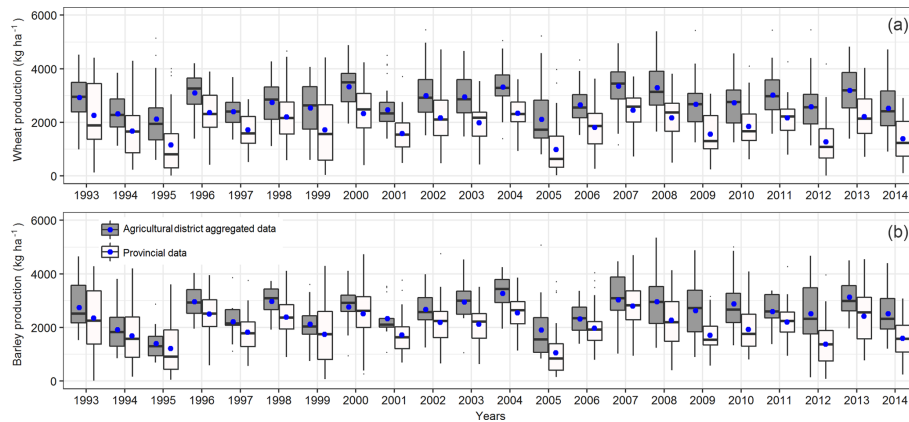 (a)
Wheat production (kg ha⁻¹)
6000
4000
2000
0
1993 1994 1995 1996 1997 1998 1999 2000 2001 2002 2003 2004 2005 2006 2007 2008 2009 2010 2011 2012 2013 2014
(b)
Barley production (kg ha⁻¹)
6000
4000
2000
0
Agricultural district aggregated data
Provincial data
1993 1994 1995 1996 1997 1998 1999 2000 2001 2002 2003 2004 2005 2006 2007 2008 2009 2010 2011 2012 2013 2014
Years